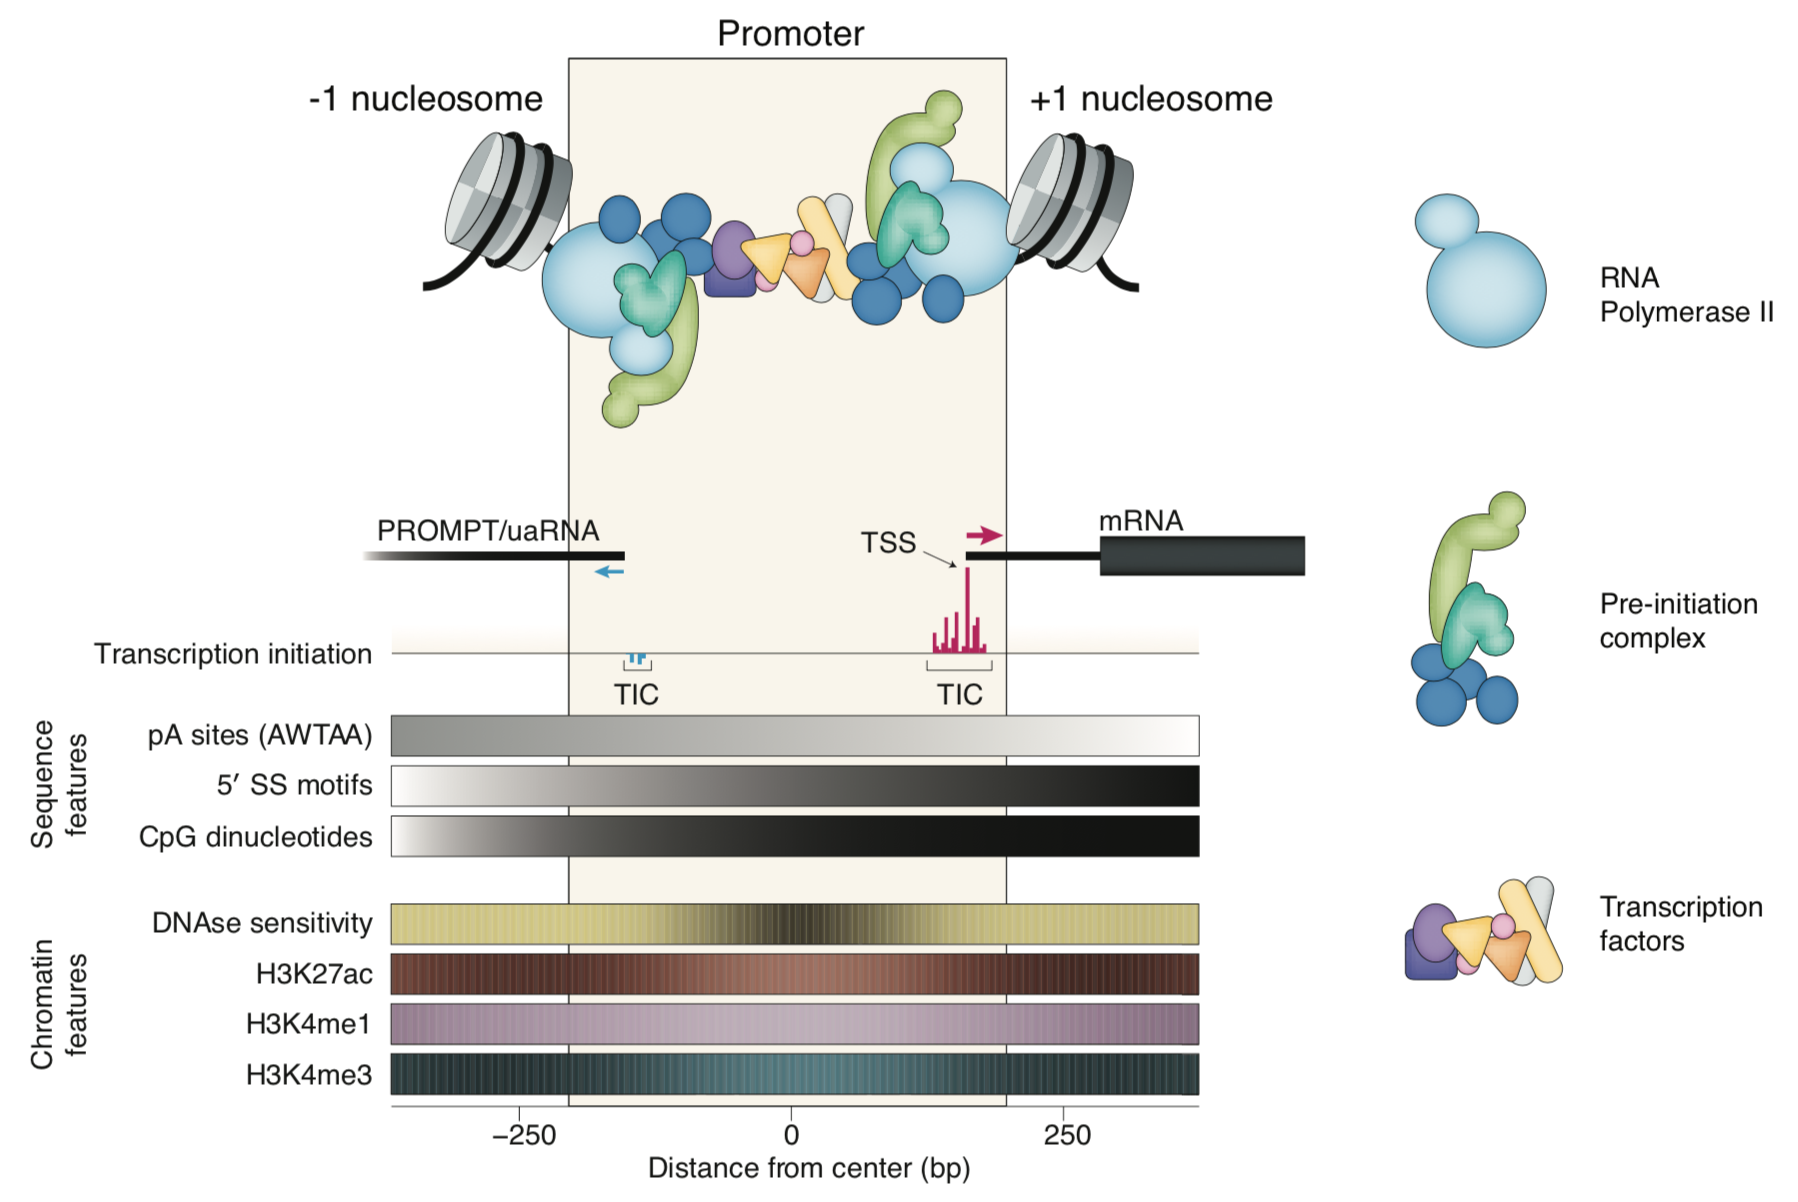 Promoter
-1 nucleosome
+1 nucleosome
RNA
Polymerase II
PROMPT/uaRNA
TSS
mRNA
Pre-initiation
complex
Transcription initiation
TIC
TIC
Sequence
features
pA sites (AWTAA)
5′ SS motifs
CpG dinucleotides
Transcription
factors
Chromatin
features
DNAse sensitivity
H3K27ac
H3K4me1
H3K4me3
−250
0
250
Distance from center (bp)